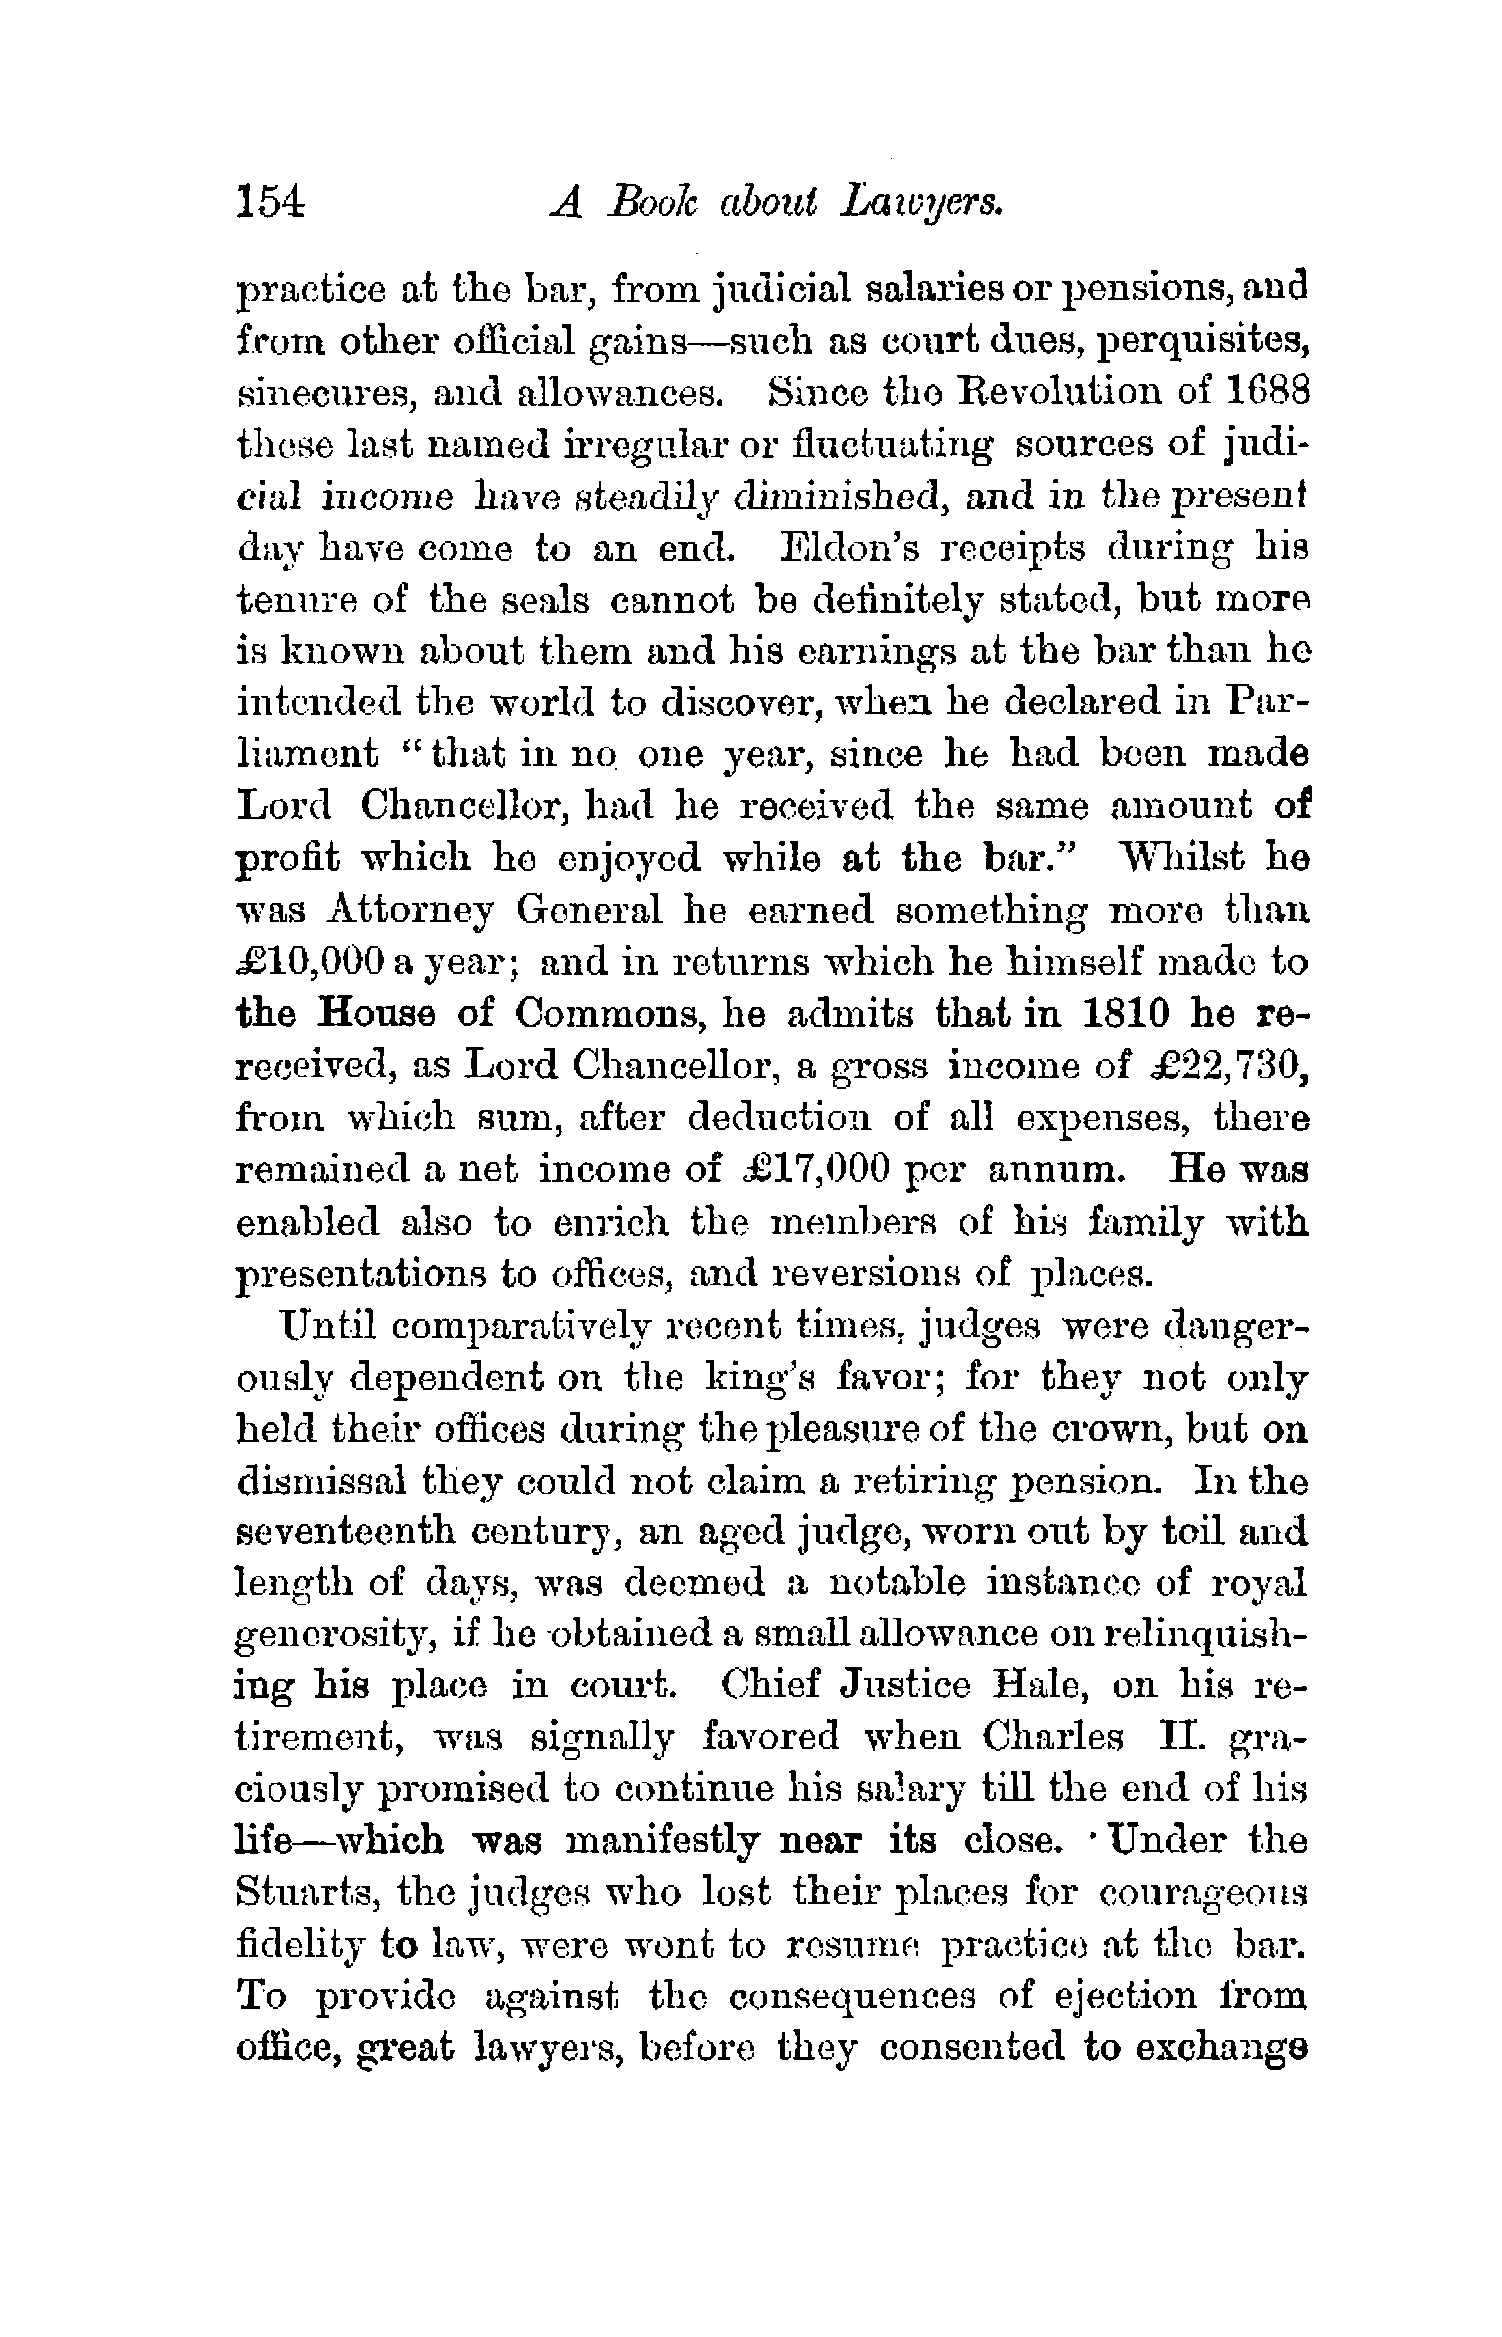 154 A Book about Lawyers.
practice at the bar, from judicial salaries or pensions, and
from other official gains—such as court dues, perquisites,
sinecures, and allowances. Since the Revolution of 1688
these last named irregular or fluctuating sources of judi-
cial income have steadily diminished, and in the present
day have come to an end. Eldon's receipts during his
tenure of the seals cannot be definitely stated, but more
is known about them and his earnings at the bar than he
intended the world to discover, when he declared in Par-
liament "that in no one year, since he had been made
Lord Chancellor, had he received the same amount of
profit which he enjoyed while at the bar." Whilst he
was Attorney General he earned something more than
£10,000 a year; and in returns which he himself made to
the House of Commons, he admits that in 1810 he re-
received, as Lord Chancellor, a gross income of £22,730,
from which sum, after deduction of all expenses, there
remained a net income of £17,000 per annum. He was
enabled also to enrich the members of his family with
presentations to offices, and reversions of places.
Until comparatively recent times, judges were danger-
ously dependent on the king's favor; for they not only
held their offices during the pleasure of the crown, but on
dismissal they could not claim a retiring pension. In the
seventeenth century, an aged judge, worn out by toil and
length of days, was deemed a notable instance of royal
generosity, if he obtained a small allowance on relinquish-
ing his place in court. Chief Justice Hale, on his re-
tirement, was signally favored when Charles II. gra-
ciously promised to continue his salary till the end of his
life—which was manifestly near its close. Under the
Stuarts, the judges who lost their places for courageous
fidelity to law, were wont to resume practice at the bar.
To provide against the consequences of ejection from
office, great lawyers, before they consented to exchange